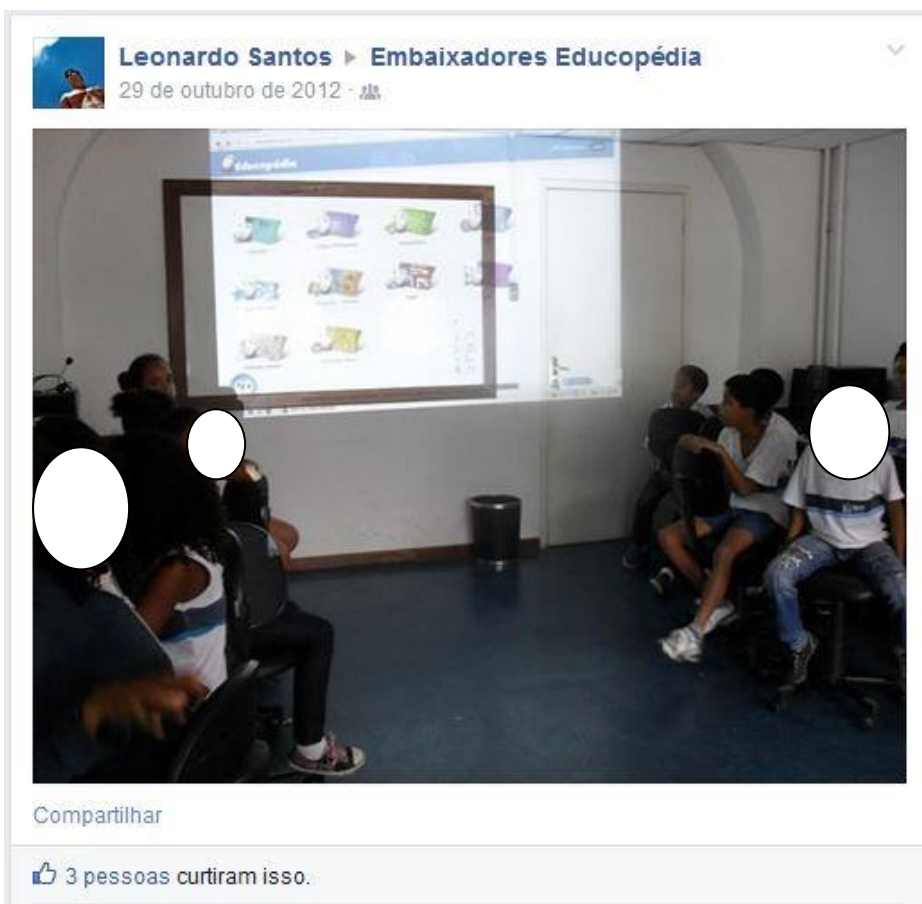 Leonardo Santos ▸ Embaixadores Educopédia
29 de outubro de 2012 ·
Educopédia
Compartilhar
3 pessoas curtiram isso.